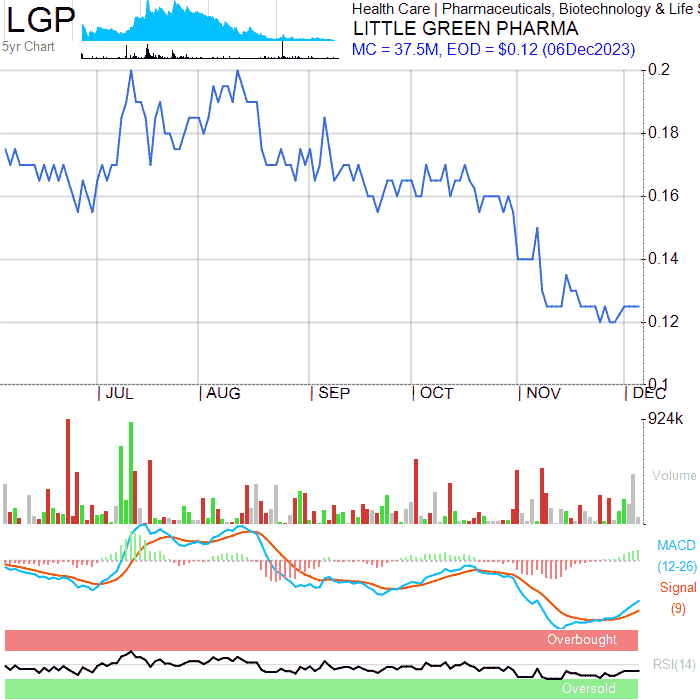 LGP
5yr Chart
Health Care | Pharmaceuticals, Biotechnology & Life S
LITTLE GREEN PHARMA
MC = 37.5M, EOD = $0.12 (06Dec2023)
0.2
0.18
0.16
0.14
0.12
0.1
| JUL | AUG | SEP | OCT | NOV | DEC
924k
Volume
MACD
(12-26)
Signal
(9)
Overbought
RSI(14)
Oversold